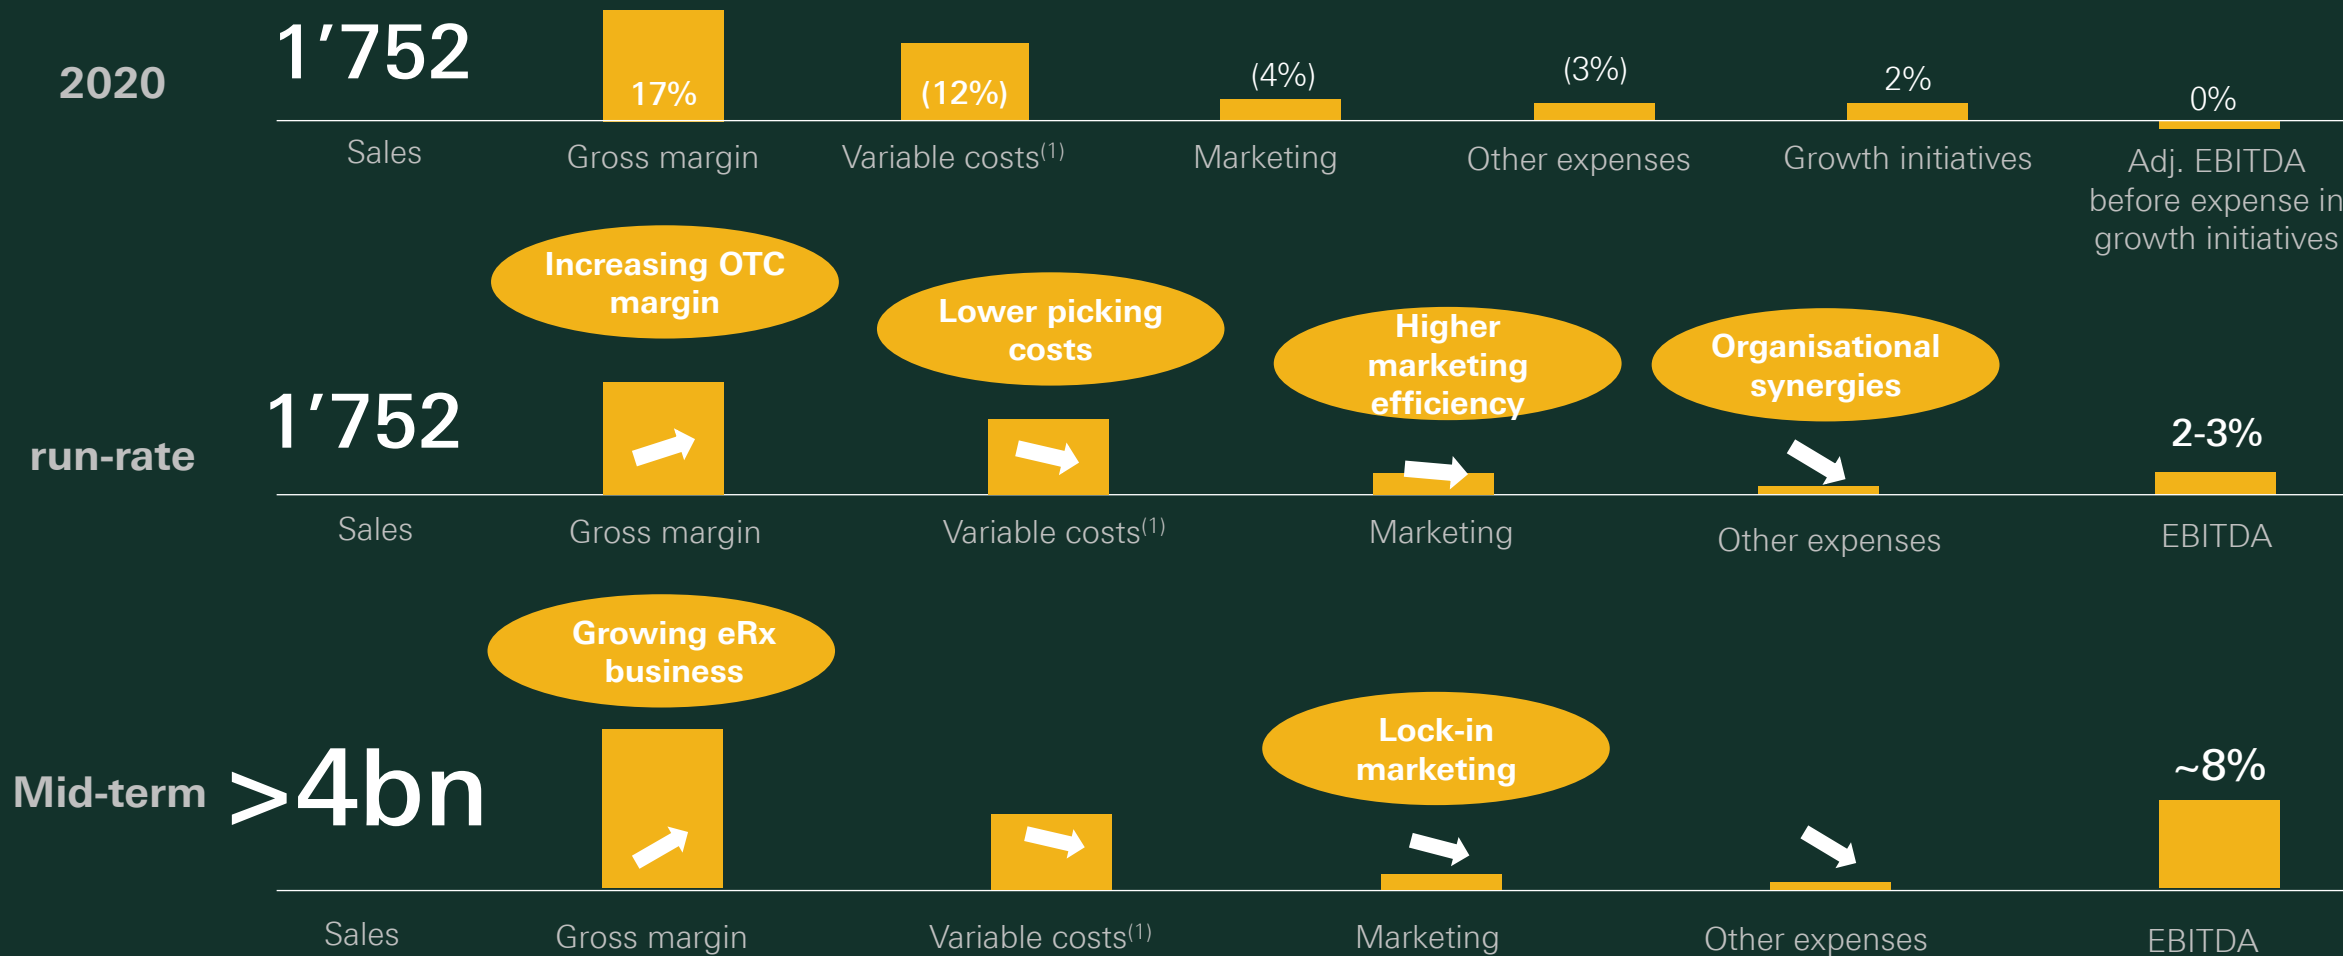 2020
1’752
17%
(12%)
(4%)
(3%)
2%
0%
Sales
Gross margin
Variable costs(1)
Marketing
Other expenses
Growth initiatives
Adj. EBITDA
before expense in
growth initiatives
Increasing OTC
margin
Lower picking
costs
Higher
marketing
efficiency
Organisational
synergies
run-rate
1’752
2-3%
Sales
Gross margin
Variable costs(1)
Marketing
Other expenses
EBITDA
Growing eRx
business
Lock-in
marketing
Mid-term
>4bn
~8%
Sales
Gross margin
Variable costs(1)
Marketing
Other expenses
EBITDA